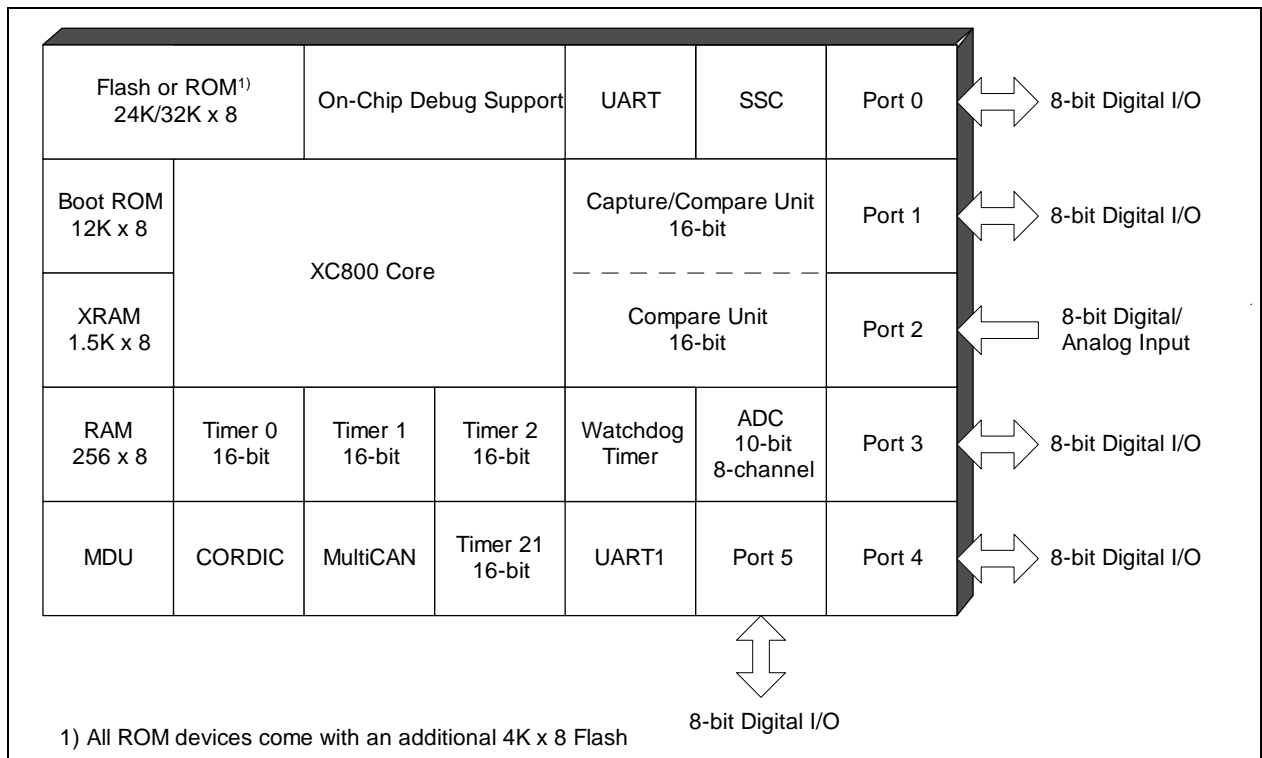 Flash or ROM1)
24K/32K x 8
On-Chip Debug Support
UART
SSC
Port 0
8-bit Digital I/O
Boot ROM
12K x 8
XC800 Core
Capture/Compare Unit
16-bit
Port 1
8-bit Digital I/O
XRAM
1.5K x 8
Compare Unit
16-bit
Port 2
8-bit Digital/
Analog Input
RAM
256 x 8
Timer 0
16-bit
Timer 1
16-bit
Timer 2
16-bit
Watchdog
Timer
ADC
10-bit
8-channel
Port 3
8-bit Digital I/O
MDU
CORDIC
MultiCAN
Timer 21
16-bit
UART1
Port 5
Port 4
8-bit Digital I/O
8-bit Digital I/O
1) All ROM devices come with an additional 4K x 8 Flash